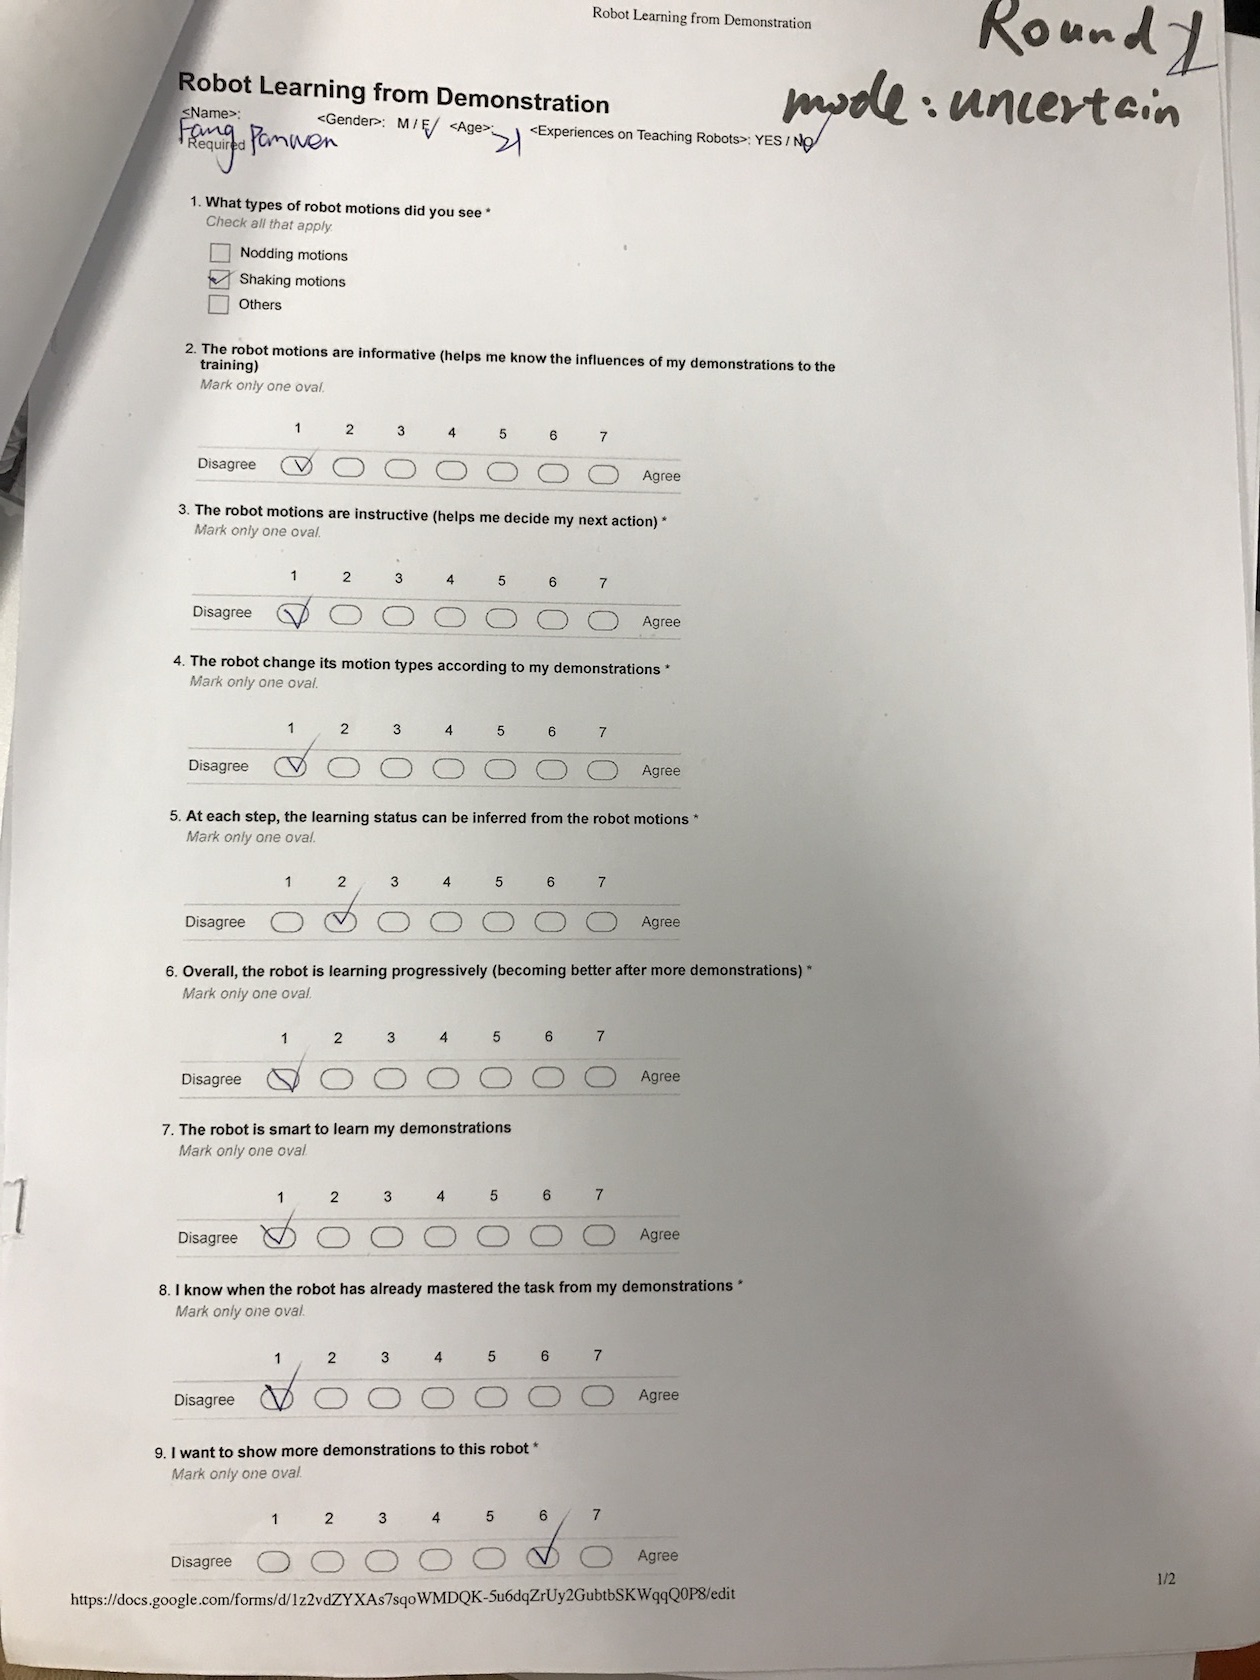 Robot Learning from Demonstration
Round 1
mode: uncertain
Robot Learning from Demonstration
<Name>: <Gender>: M / F <Age>: 21 <Experiences on Teaching Robots>: YES / NO
Fang
Required
1. What types of robot motions did you see *
Check all that apply.
Nodding motions
Shaking motions
Others
2. The robot motions are informative (helps me know the influences of my demonstrations to the
training)
Mark only one oval.
1 2 3 4 5 6 7
Disagree Agree
3. The robot motions are instructive (helps me decide my next action) *
Mark only one oval.
1 2 3 4 5 6 7
Disagree Agree
4. The robot change its motion types according to my demonstrations *
Mark only one oval.
1 2 3 4 5 6 7
Disagree Agree
5. At each step, the learning status can be inferred from the robot motions *
Mark only one oval.
1 2 3 4 5 6 7
Disagree Agree
6. Overall, the robot is learning progressively (becoming better after more demonstrations) *
Mark only one oval.
1 2 3 4 5 6 7
Disagree Agree
7. The robot is smart to learn my demonstrations
Mark only one oval.
1 2 3 4 5 6 7
Disagree Agree
8. I know when the robot has already mastered the task from my demonstrations *
Mark only one oval.
1 2 3 4 5 6 7
Disagree Agree
9. I want to show more demonstrations to this robot *
Mark only one oval.
1 2 3 4 5 6 7
Disagree Agree
https://docs.google.com/forms/d/1z2vdZYXAs7sqoWMDQK-5u6dqZrUy2GubtbSKWqqQ0P8/edit
1/2